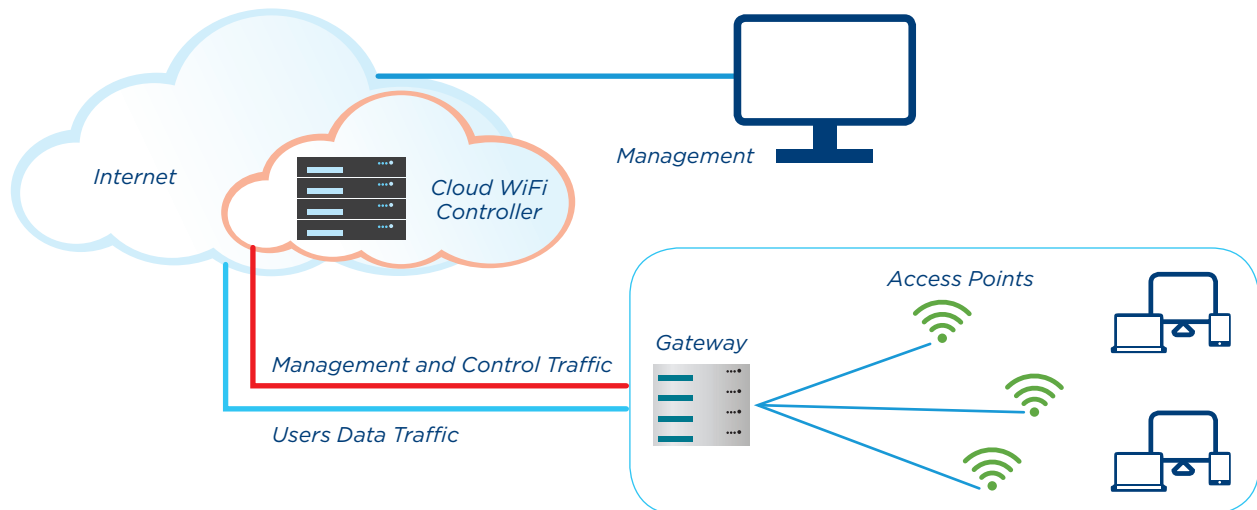 Internet
Cloud WiFi
Controller
Management
Access Points
Gateway
Management and Control Traffic
Users Data Traffic